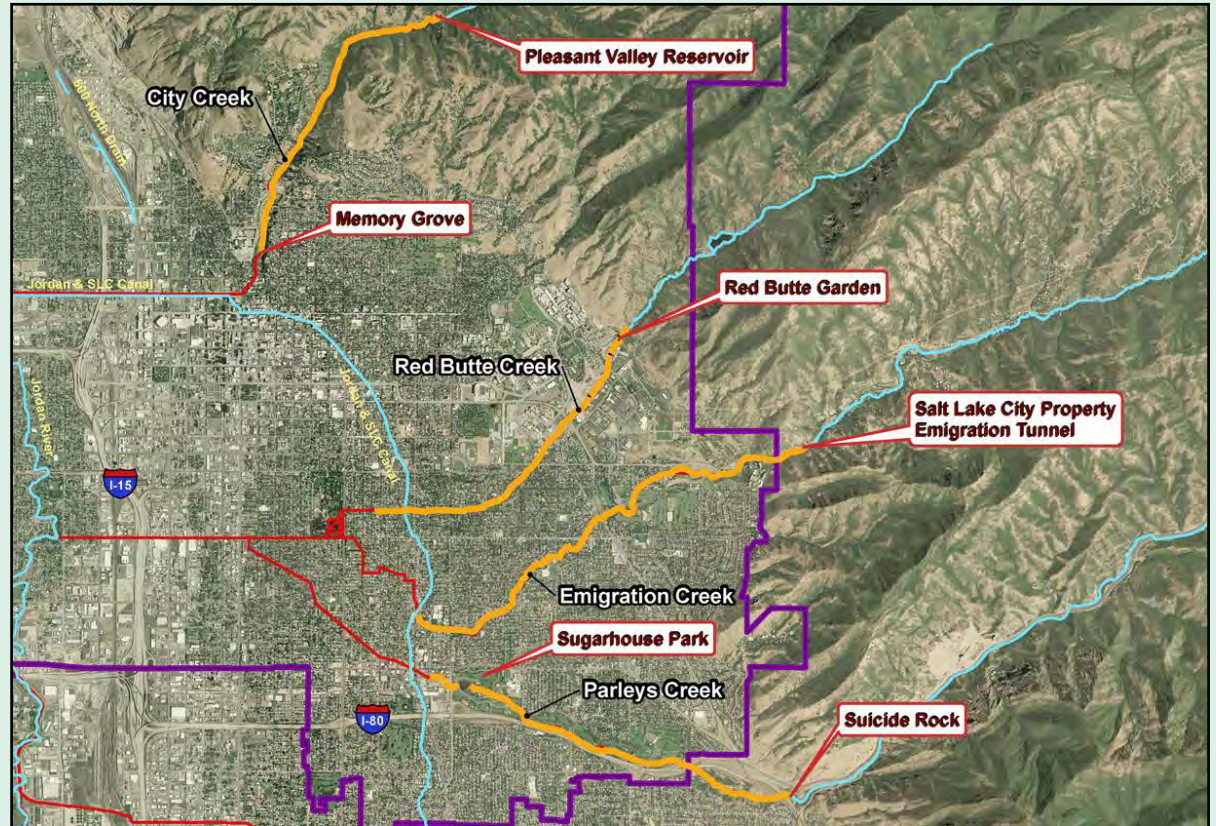 Pleasant Valley Reservoir
City Creek
600 North Drain
Memory Grove
Jordan & SLC Canal
Red Butte Garden
Red Butte Creek
Jordan River
Jordan & SLC Canal
Salt Lake City Property
Emigration Tunnel
I-15
Emigration Creek
Sugarhouse Park
Parleys Creek
I-80
Suicide Rock